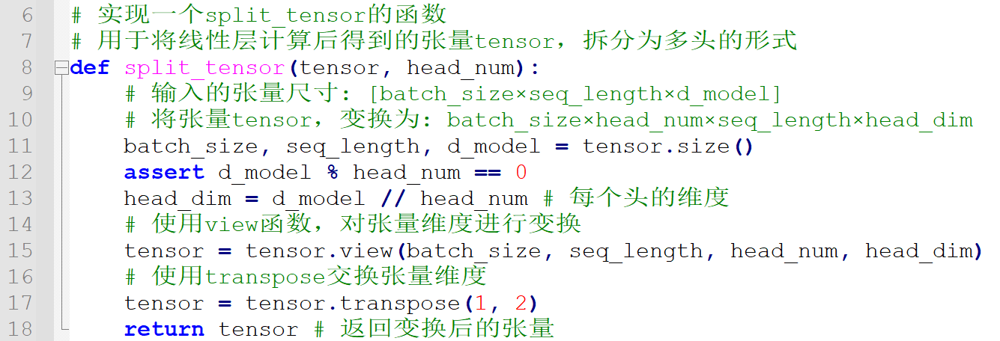 6 # 实现一个split_tensor的函数
7 # 用于将线性层计算后得到的张量tensor，拆分为多头的形式
8 def split_tensor(tensor, head_num):
9 # 输入的张量尺寸：[batch_size×seq_length×d_model]
10 # 将张量tensor，变换为：batch_size×head_num×seq_length×head_dim
11 batch_size, seq_length, d_model = tensor.size()
12 assert d_model % head_num == 0
13 head_dim = d_model // head_num # 每个头的维度
14 # 使用view函数，对张量维度进行变换
15 tensor = tensor.view(batch_size, seq_length, head_num, head_dim)
16 # 使用transpose交换张量维度
17 tensor = tensor.transpose(1, 2)
18 return tensor # 返回变换后的张量